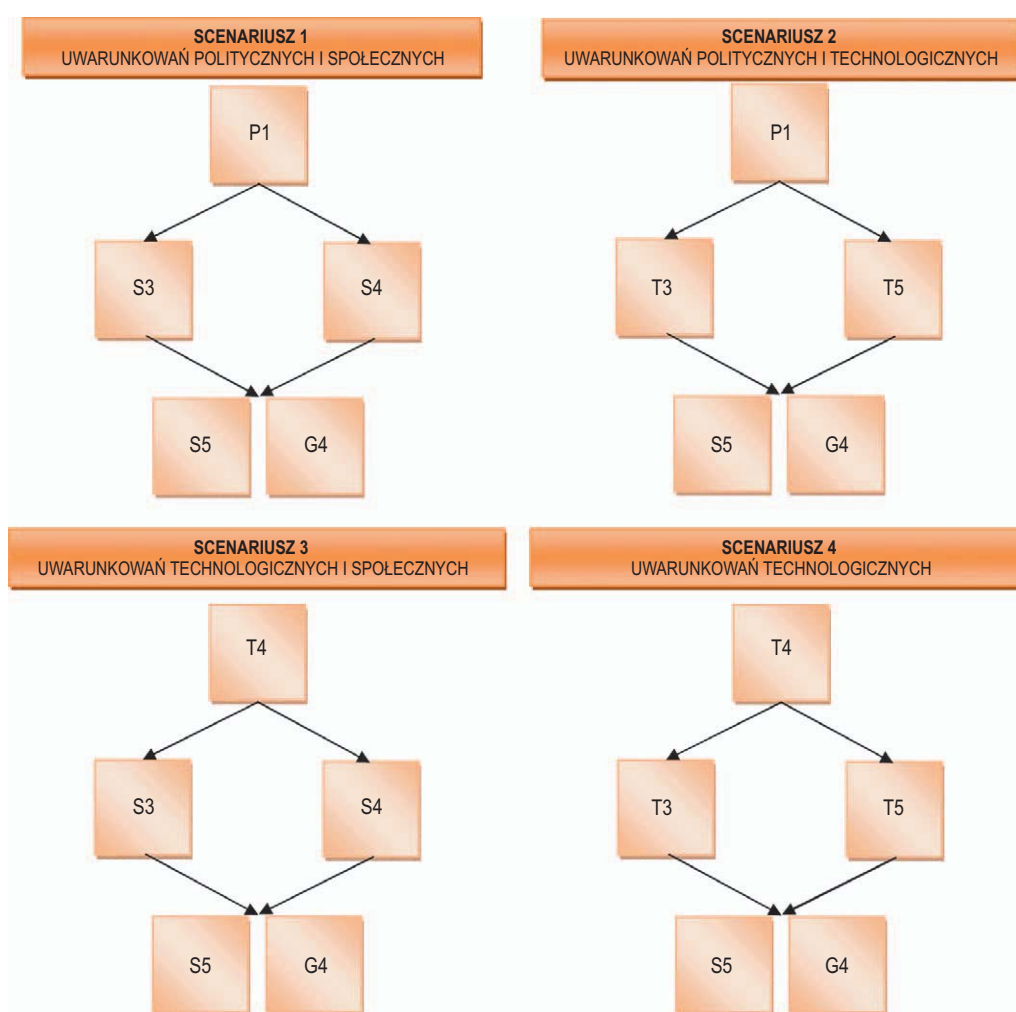 SCENARIUSZ 1
UWARUNKOWAŃ POLITYCZNYCH I SPOŁECZNYCH
P1
S3
S4
S5
G4
SCENARIUSZ 2
UWARUNKOWAŃ POLITYCZNYCH I TECHNOLOGICZNYCH
P1
T3
T5
S5
G4
SCENARIUSZ 3
UWARUNKOWAŃ TECHNOLOGICZNYCH I SPOŁECZNYCH
T4
S3
S4
S5
G4
SCENARIUSZ 4
UWARUNKOWAŃ TECHNOLOGICZNYCH
T4
T3
T5
S5
G4